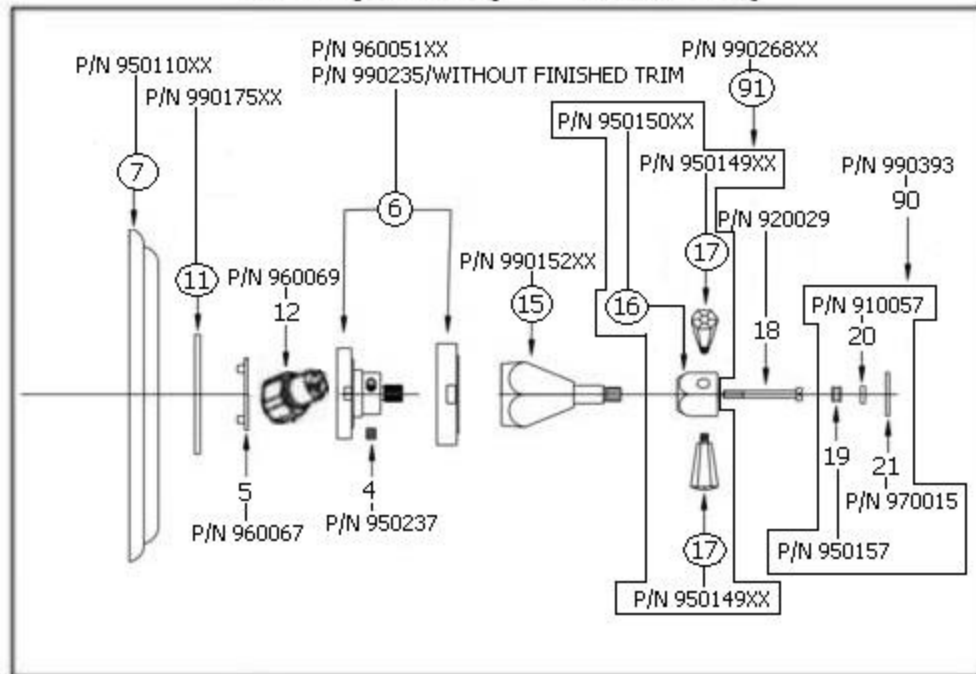 P/N 960051XX
P/N 990268XX
P/N 950110XX
P/N 990235/WITHOUT FINISHED TRIM
P/N 990175XX
91
P/N 950150XX
P/N 950149XX
P/N 990393
7
6
90
P/N 920029
11
P/N 960069
P/N 990152XX
17
12
15
16
P/N 910057
18
20
5
4
19
21
P/N 960067
P/N 950237
P/N 970015
17
P/N 950157
P/N 950149XX